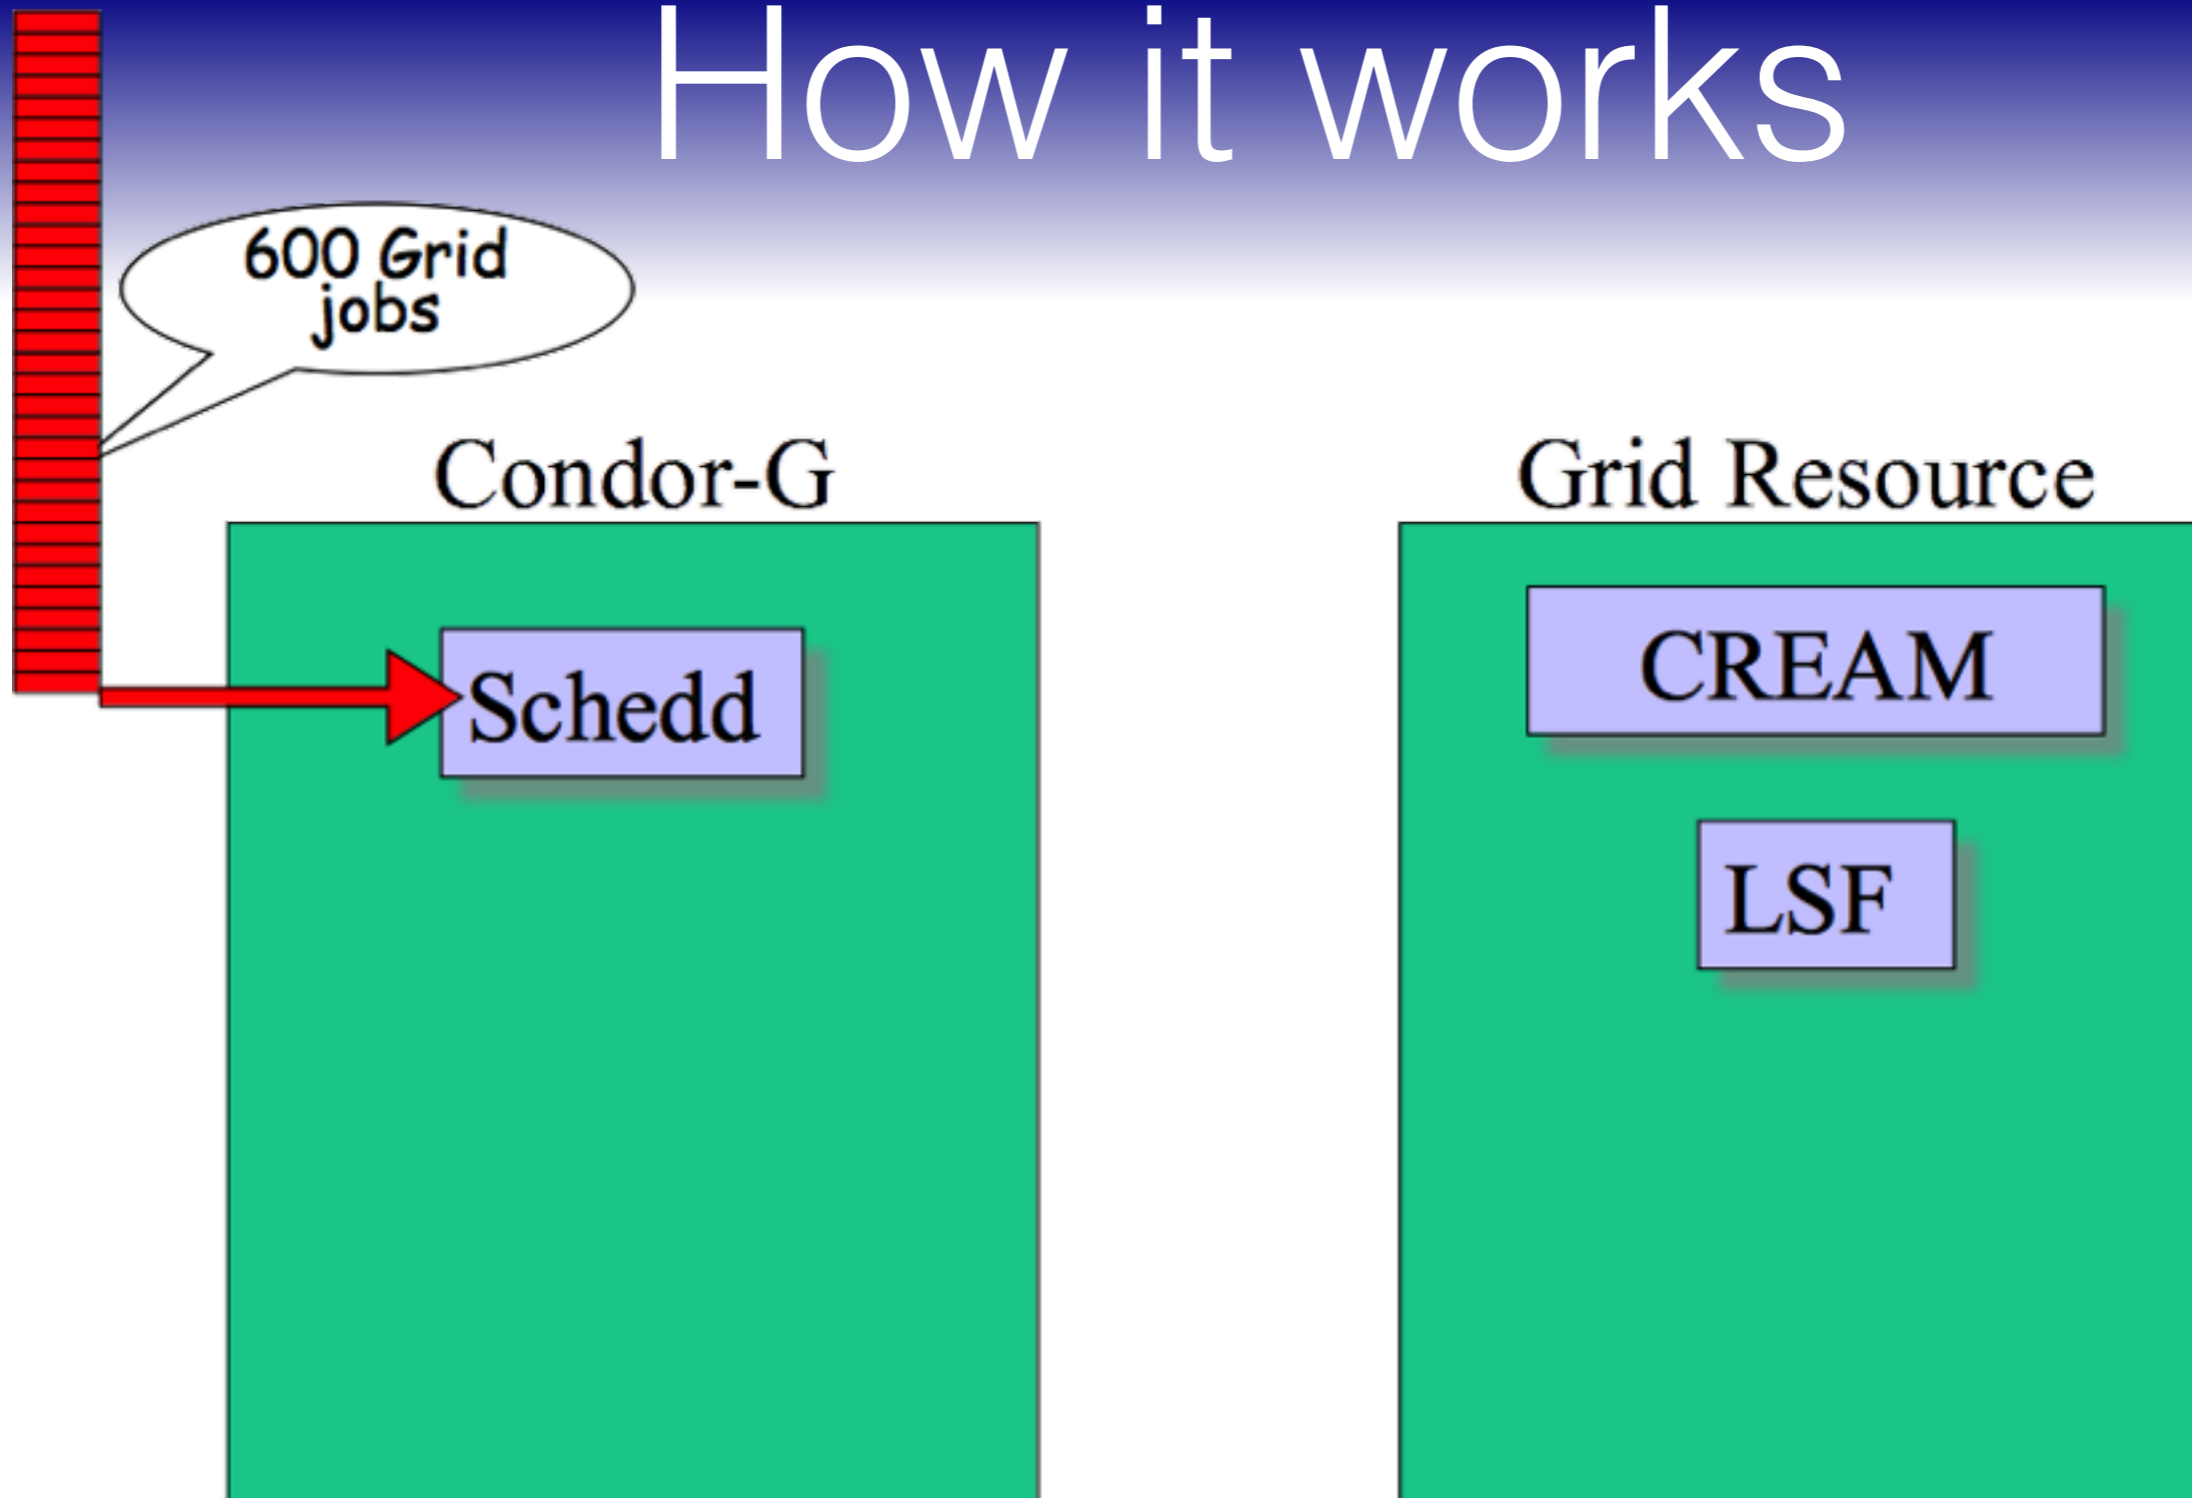 How it works
600 Grid
jobs
Condor-G
Grid Resource
Schedd
CREAM
LSF